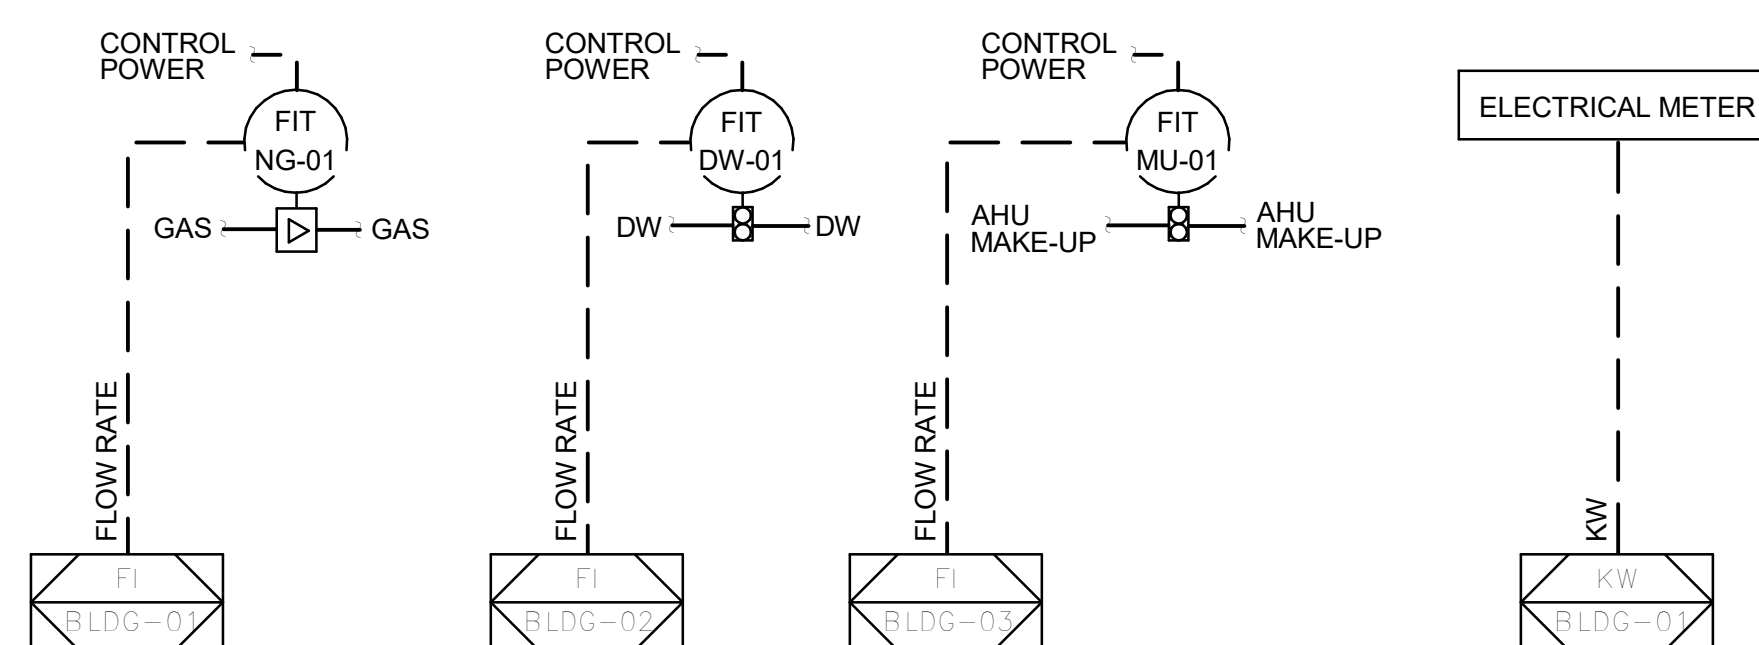 CONTROL
POWER
FIT
NG-01
GAS
GAS
FLOW RATE
FI
BLDG-01
CONTROL
POWER
FIT
DW-01
DW
DW
FLOW RATE
FI
BLDG-02
CONTROL
POWER
FIT
MU-01
AHU
MAKE-UP
AHU
MAKE-UP
FLOW RATE
FI
BLDG-03
ELECTRICAL METER
KW
KW
BLDG-01